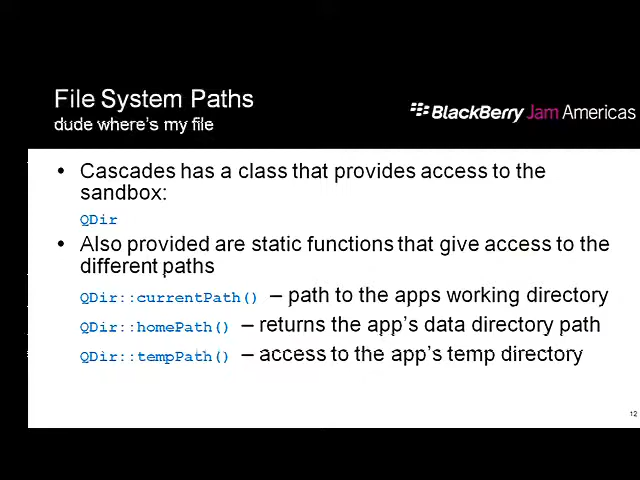 File System Paths
dude where's my file
BlackBerry Jam Americas
• Cascades has a class that provides access to the
sandbox:
QDir
• Also provided are static functions that give access to the
different paths
QDir::currentPath() – path to the apps working directory
QDir::homePath() – returns the app's data directory path
QDir::tempPath() – access to the app's temp directory
12